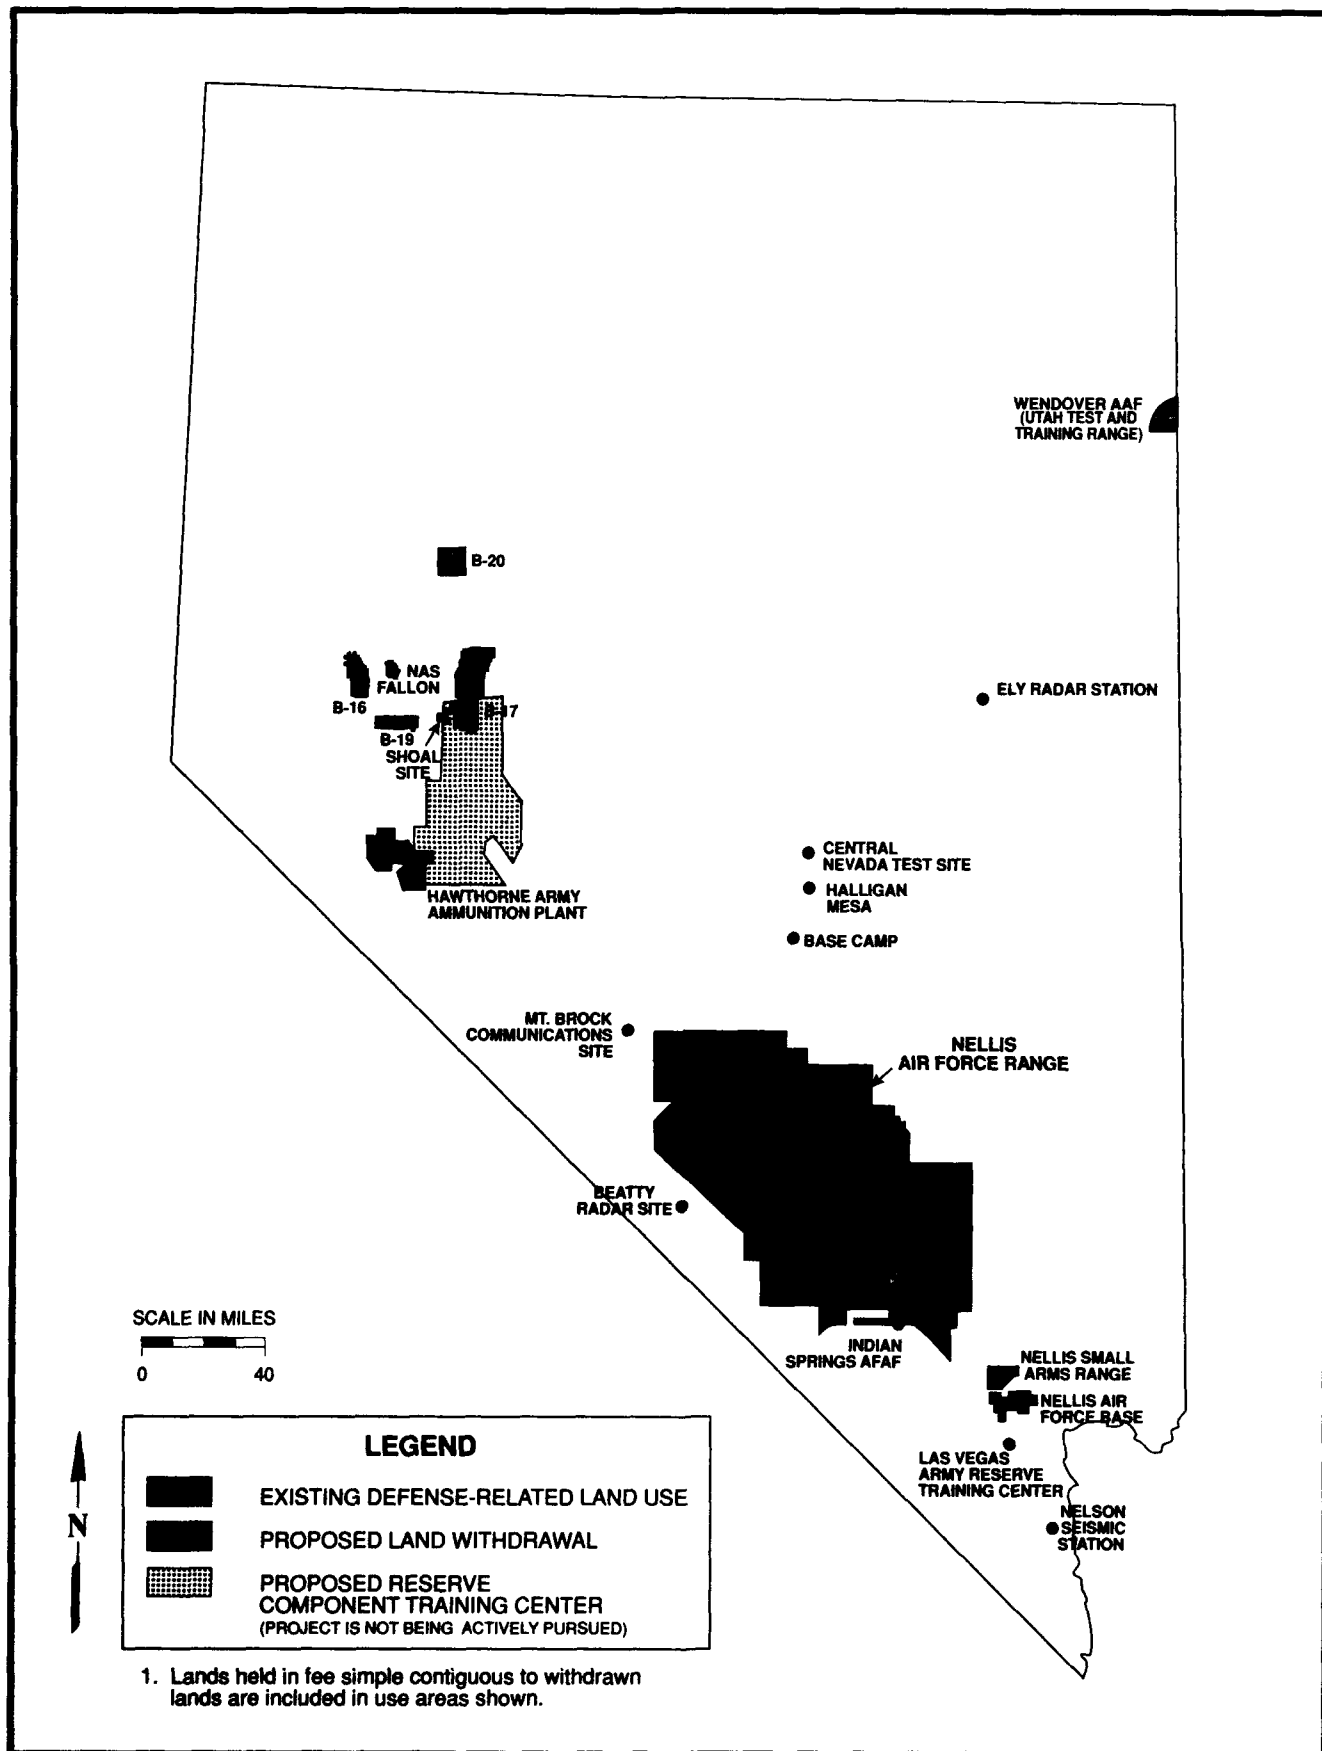 WENDOVER AAF
(UTAH TEST AND
TRAINING RANGE)
B-20
NAS
FALLON
B-16
B-17
B-19
SHOAL
SITE
ELY RADAR STATION
CENTRAL
NEVADA TEST SITE
HALLIGAN
MESA
HAWTHORNE ARMY
AMMUNITION PLANT
BASE CAMP
MT. BROCK
COMMUNICATIONS
SITE
NELLIS
AIR FORCE RANGE
BEATTY
RADAR SITE
INDIAN
SPRINGS AFAF
NELLIS SMALL
ARMS RANGE
NELLIS AIR
FORCE BASE
LAS VEGAS
ARMY RESERVE
TRAINING CENTER
NELSON
SEISMIC
STATION
SCALE IN MILES
0 40
N
LEGEND
EXISTING DEFENSE-RELATED LAND USE
PROPOSED LAND WITHDRAWAL
PROPOSED RESERVE
COMPONENT TRAINING CENTER
(PROJECT IS NOT BEING ACTIVELY PURSUED)
1. Lands held in fee simple contiguous to withdrawn
lands are included in use areas shown.